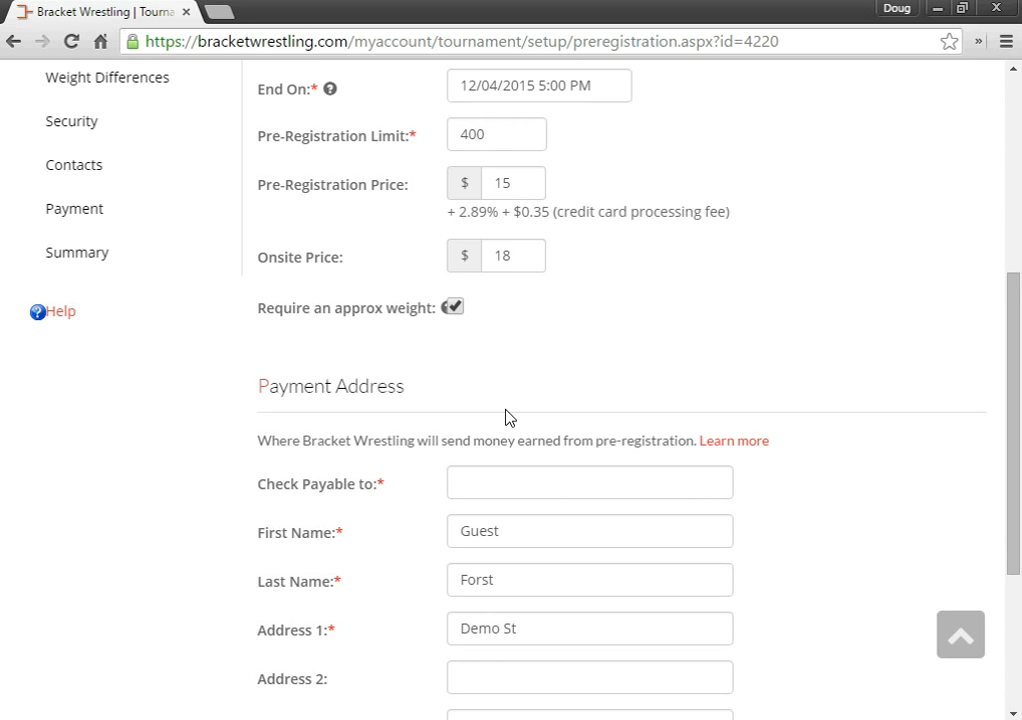 Bracket Wrestling | Tourna
Doug
https://bracketwrestling.com/myaccount/tournament/setup/preregistration.aspx?id=4220
Weight Differences
Security
Contacts
Payment
Summary
Help
End On:* 12/04/2015 5:00 PM
Pre-Registration Limit:* 400
Pre-Registration Price: $ 15
+ 2.89% + $0.35 (credit card processing fee)
Onsite Price: $ 18
Require an approx weight:
Payment Address
Where Bracket Wrestling will send money earned from pre-registration. Learn more
Check Payable to:*
First Name:* Guest
Last Name:* Forst
Address 1:* Demo St
Address 2: